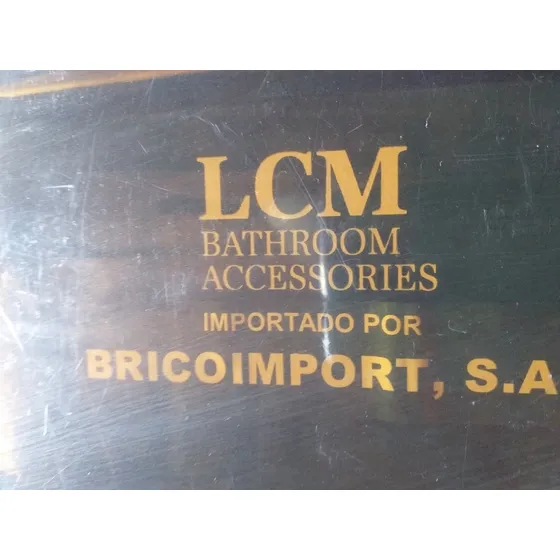 LCM
BATHROOM
ACCESSORIES
IMPORTADO POR
BRICOIMPORT, S.A